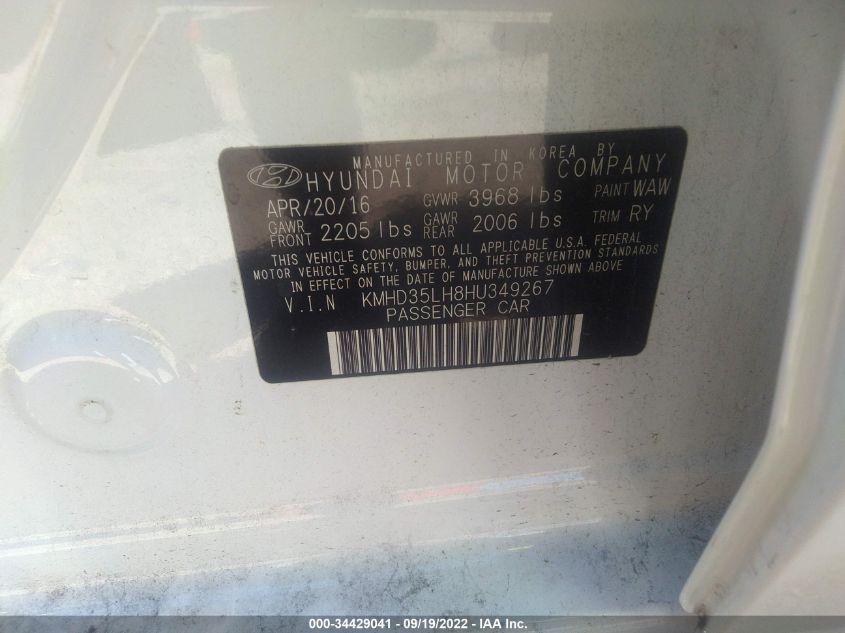 MANUFACTURED IN KOREA BY
HYUNDAI MOTOR COMPANY
APR/20/16 GVWR 3968 lbs PAINT WAW
GAWR FRONT 2205 lbs GAWR REAR 2006 lbs TRIM RY
THIS VEHICLE CONFORMS TO ALL APPLICABLE U.S.A. FEDERAL
MOTOR VEHICLE SAFETY, BUMPER, AND THEFT PREVENTION STANDARDS
IN EFFECT ON THE DATE OF MANUFACTURE SHOWN ABOVE
V.I.N KMHD35LH8HU349267
PASSENGER CAR
000-34429041 - 09/19/2022 - IAA Inc.